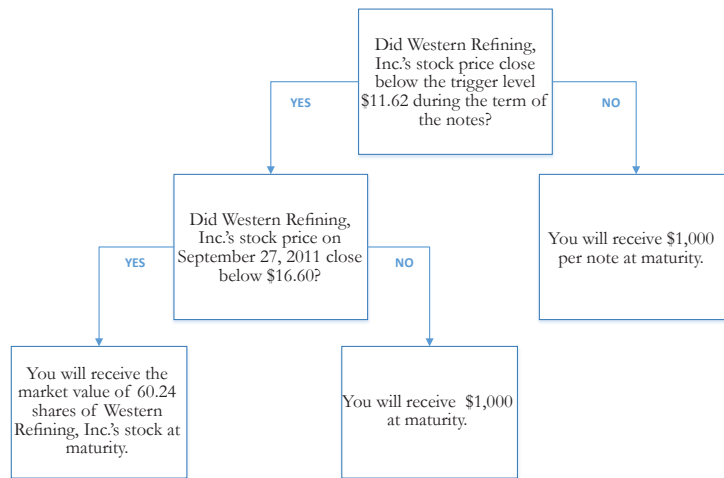 Did Western Refining,
Inc.'s stock price close
below the trigger level
$11.62 during the term of
the notes?
YES
NO
Did Western Refining,
Inc.'s stock price on
September 27, 2011 close
below $16.60?
You will receive $1,000
per note at maturity.
YES
NO
You will receive the
market value of 60.24
shares of Western
Refining, Inc.'s stock at
maturity.
You will receive $1,000
at maturity.